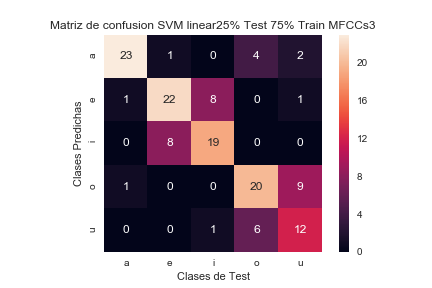 Matriz de confusion SVM linear25% Test 75% Train MFCCs3
Clases Predichas
a 23 1 0 4 2
e 1 22 8 0 1
i 0 8 19 0 0
o 1 0 0 20 9
u 0 0 1 6 12
a e i o u
Clases de Test
20
16
12
8
4
0